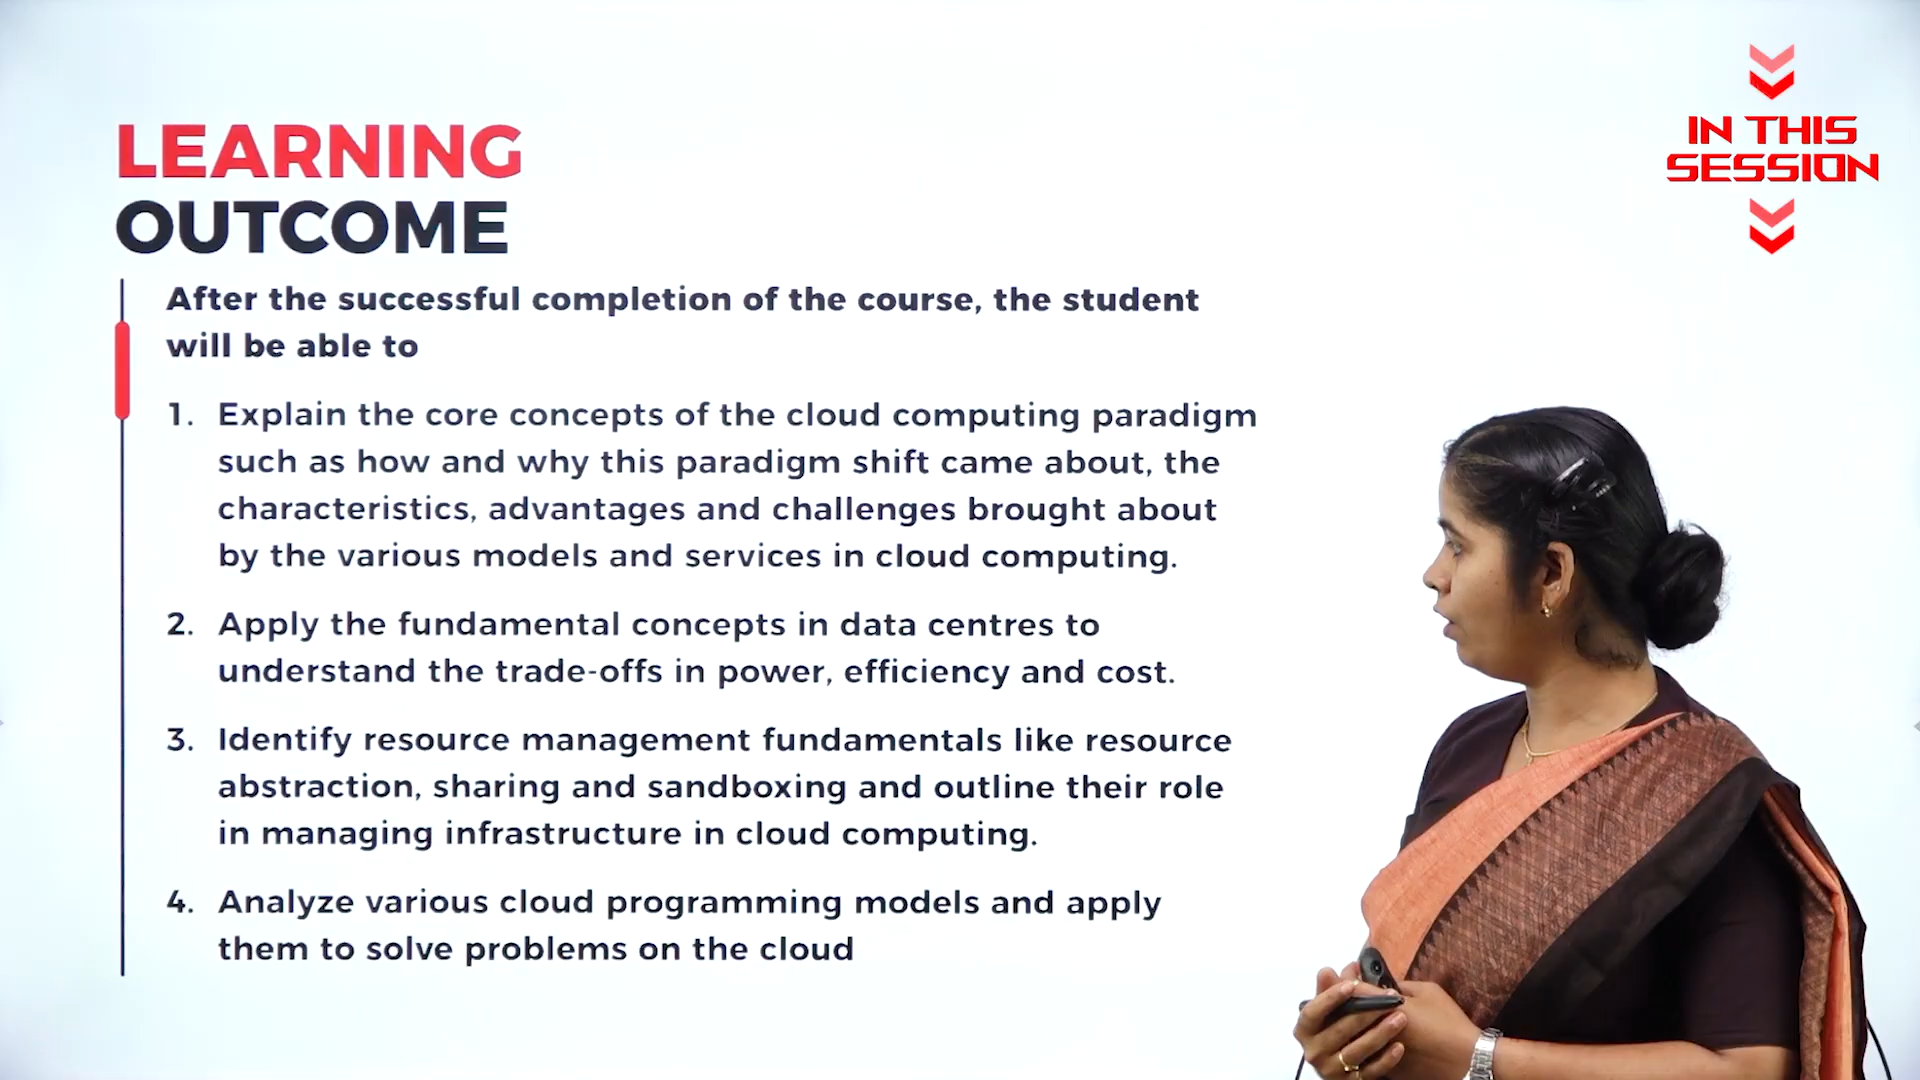 LEARNING
OUTCOME
IN THIS
SESSION
After the successful completion of the course, the student
will be able to
1. Explain the core concepts of the cloud computing paradigm
such as how and why this paradigm shift came about, the
characteristics, advantages and challenges brought about
by the various models and services in cloud computing.
2. Apply the fundamental concepts in data centres to
understand the trade-offs in power, efficiency and cost.
3. Identify resource management fundamentals like resource
abstraction, sharing and sandboxing and outline their role
in managing infrastructure in cloud computing.
4. Analyze various cloud programming models and apply
them to solve problems on the cloud